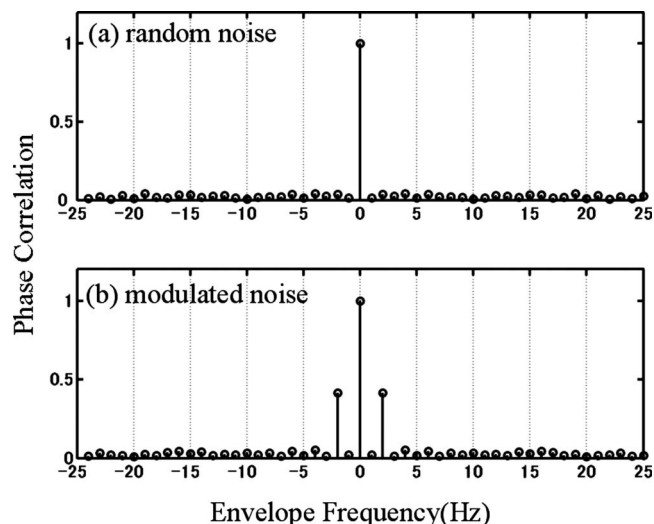 (a) random noise
1
0.5
0
−25 −20 −15 −10 −5 0 5 10 15 20 25
Phase Correlation
(b) modulated noise
1
0.5
0
−25 −20 −15 −10 −5 0 5 10 15 20 25
Envelope Frequency(Hz)